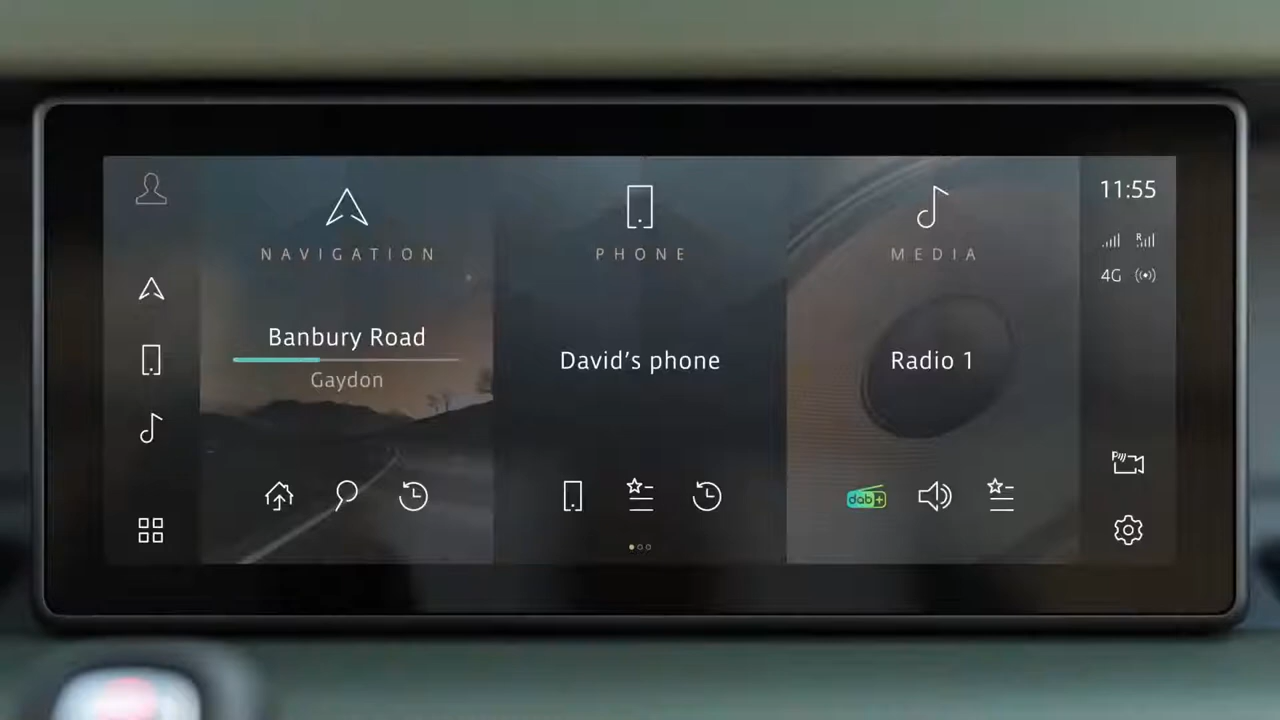 11:55
NAVIGATION
PHONE
MEDIA
4G
R
Banbury Road
Gaydon
David's phone
Radio 1
dab+